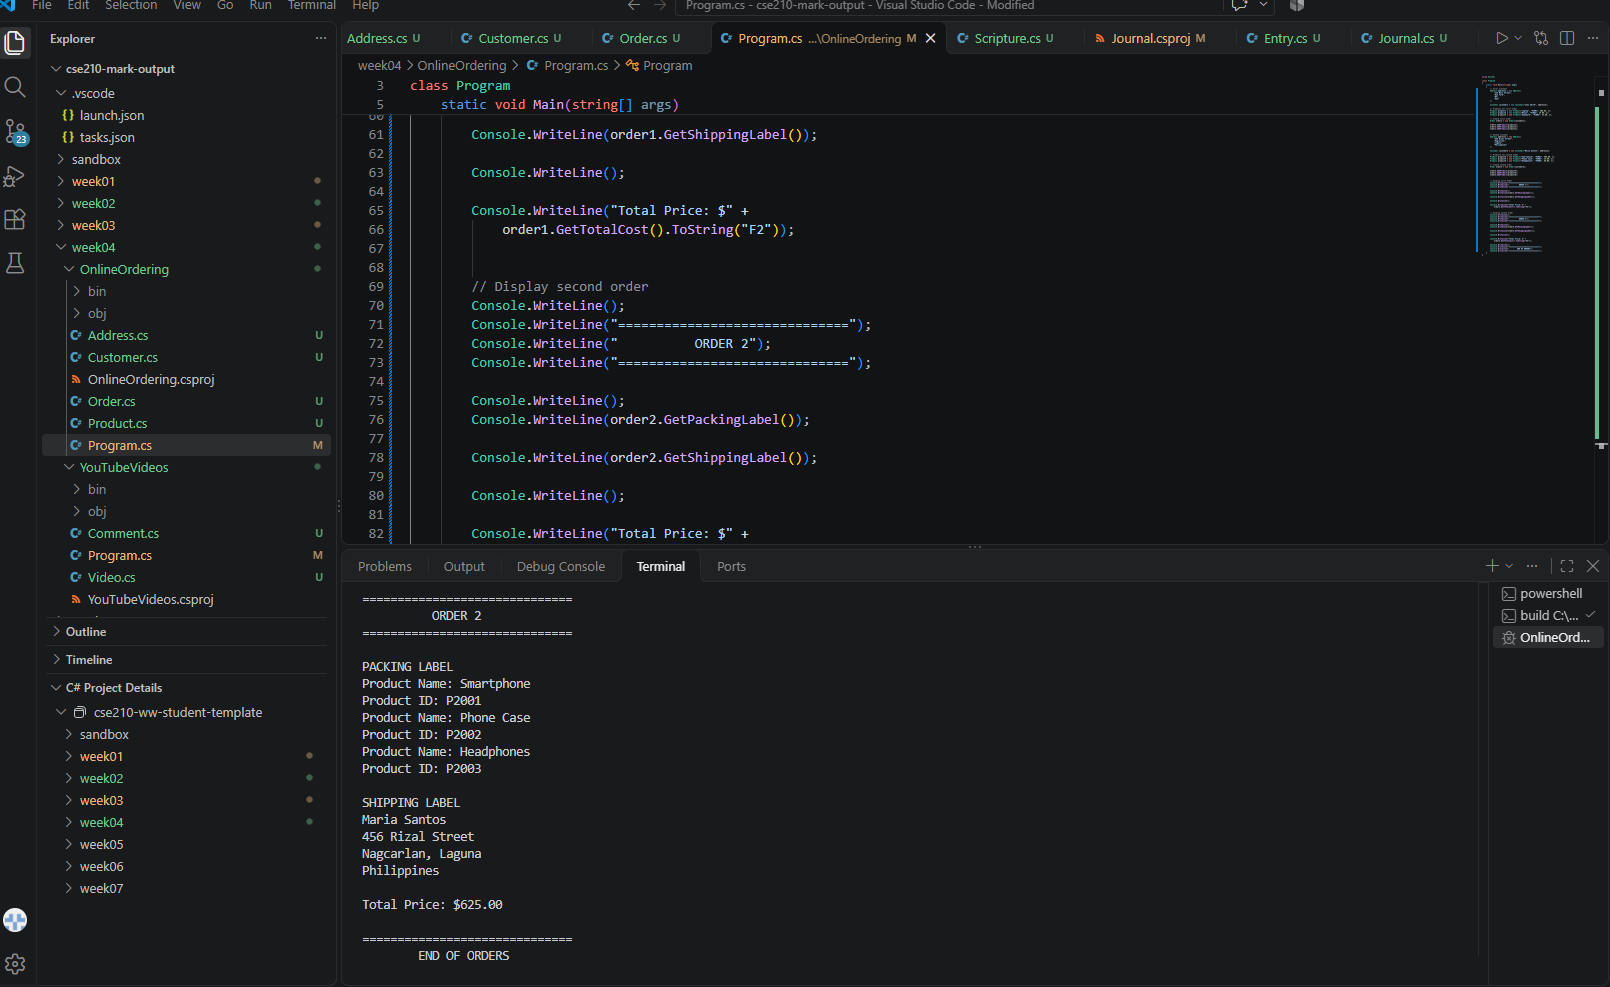 File Edit Selection View Go Run Terminal Help
Program.cs - cse210-mark-output - Visual Studio Code - Modified
Explorer
cse210-mark-output
.vscode
{} launch.json
{} tasks.json
sandbox
week01
week02
week03
week04
OnlineOrdering
bin
obj
C# Address.cs U
C# Customer.cs U
OnlineOrdering.csproj
C# Order.cs U
C# Product.cs U
C# Program.cs M
YouTubeVideos
bin
obj
C# Comment.cs U
C# Program.cs M
C# Video.cs U
YouTubeVideos.csproj
Outline
Timeline
C# Project Details
cse210-ww-student-template
sandbox
week01
week02
week03
week04
week05
week06
week07
23
Address.cs U C# Customer.cs U C# Order.cs U C# Program.cs ...\OnlineOrdering M C# Scripture.cs U Journal.csproj M C# Entry.cs U C# Journal.cs U
week04 > OnlineOrdering > C# Program.cs > Program
3 class Program
5 static void Main(string[] args)
60
61 Console.WriteLine(order1.GetShippingLabel());
62
63 Console.WriteLine();
64
65 Console.WriteLine("Total Price: $" +
66 order1.GetTotalCost().ToString("F2"));
67
68
69 // Display second order
70 Console.WriteLine();
71 Console.WriteLine("==============================");
72 Console.WriteLine("          ORDER 2");
73 Console.WriteLine("==============================");
74
75 Console.WriteLine();
76 Console.WriteLine(order2.GetPackingLabel());
77
78 Console.WriteLine(order2.GetShippingLabel());
79
80 Console.WriteLine();
81
82 Console.WriteLine("Total Price: $" +
Problems Output Debug Console Terminal Ports
==============================
ORDER 2
==============================
PACKING LABEL
Product Name: Smartphone
Product ID: P2001
Product Name: Phone Case
Product ID: P2002
Product Name: Headphones
Product ID: P2003
SHIPPING LABEL
Maria Santos
456 Rizal Street
Nagcarlan, Laguna
Philippines
Total Price: $625.00
==============================
END OF ORDERS
powershell
build C:\...
OnlineOrd...